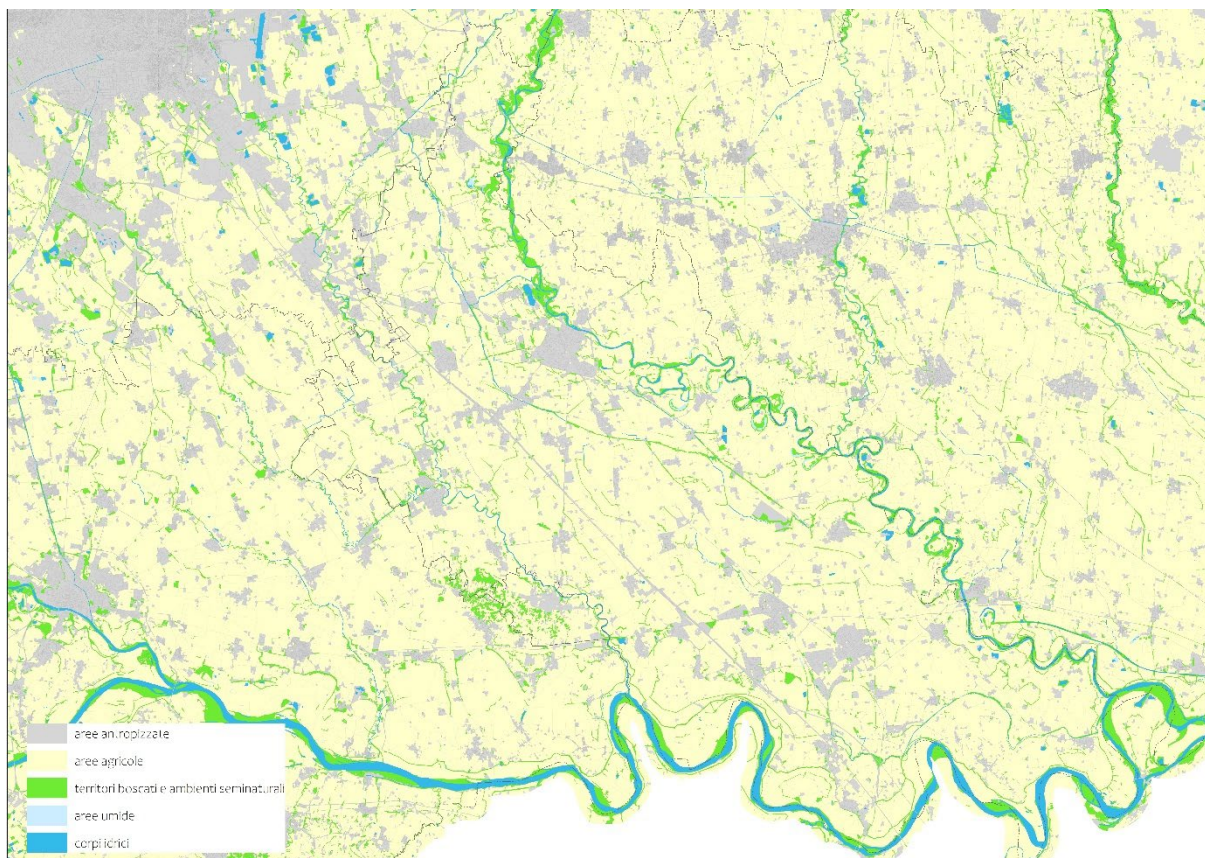 aree antropizzate
aree agricole
territori boscati e ambienti seminaturali
aree umide
corpi idrici